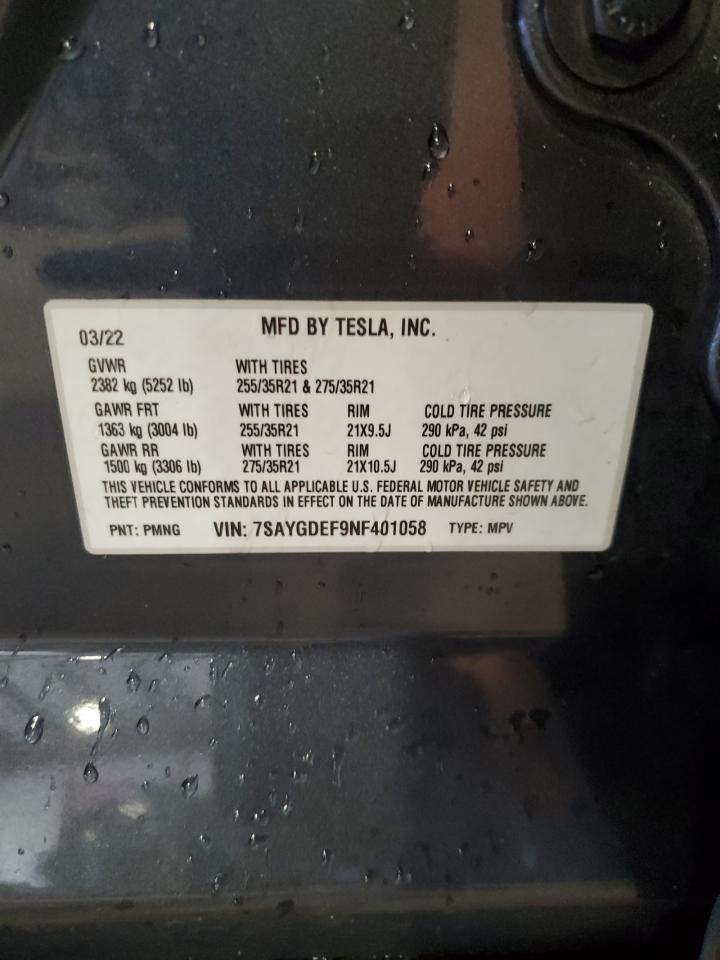 03/22 MFD BY TESLA, INC.
GVWR WITH TIRES
2382 kg (5252 lb) 255/35R21 & 275/35R21
GAWR FRT WITH TIRES RIM COLD TIRE PRESSURE
1363 kg (3004 lb) 255/35R21 21X9.5J 290 kPa, 42 psi
GAWR RR WITH TIRES RIM COLD TIRE PRESSURE
1500 kg (3306 lb) 275/35R21 21X10.5J 290 kPa, 42 psi
THIS VEHICLE CONFORMS TO ALL APPLICABLE U.S. FEDERAL MOTOR VEHICLE SAFETY AND
THEFT PREVENTION STANDARDS IN EFFECT ON THE DATE OF MANUFACTURE SHOWN ABOVE.
PNT: PMNG VIN: 7SAYGDEF9NF401058 TYPE: MPV